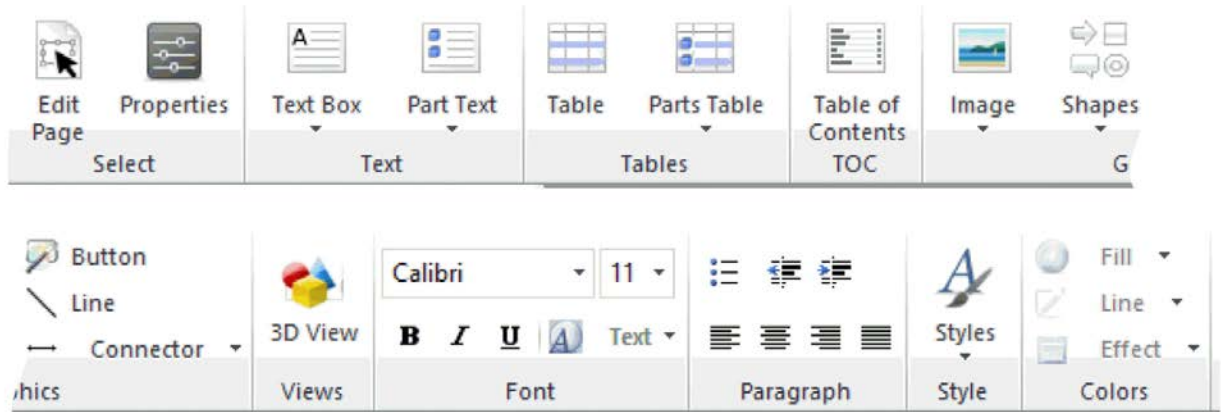 Edit Page Properties Text Box Part Text Table Parts Table Table of Contents Image Shapes
Select Text Tables TOC G
Button
Line
Connector
3D View
Calibri 11
B I U A Text
Styles
Fill
Line
Effect
phics Views Font Paragraph Style Colors